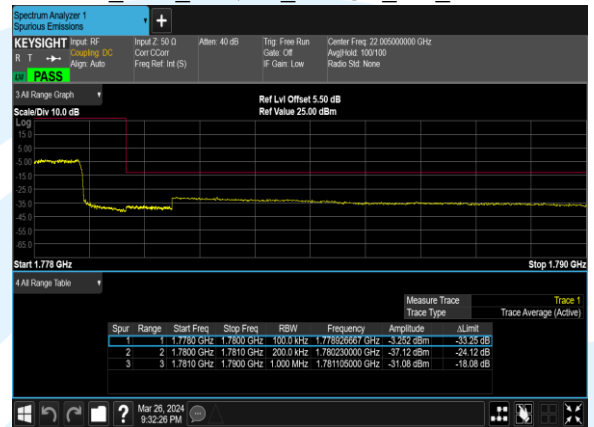 Spectrum Analyzer 1
Spurious Emissions
+
KEYSIGHT Input: RF Input Z: 50 Ω Atten: 40 dB Trig: Free Run Center Freq: 22.005000000 GHz
R T Coupling: DC Corr CCorr Gate: Off Avg|Hold: 100/100
Align: Auto Freq Ref: Int (S) IF Gain: Low Radio Std: None
LV PASS
3 All Range Graph Ref Lvl Offset 5.50 dB
Scale/Div 10.0 dB Ref Value 25.00 dBm
Log
15.0
5.00
-5.00
-15.0
-25.0
-35.0
-45.0
-55.0
-65.0
Start 1.778 GHz Stop 1.790 GHz
4 All Range Table
Measure Trace Trace 1
Trace Type Trace Average (Active)
Spur Range Start Freq Stop Freq RBW Frequency Amplitude ΔLimit
1 1 1.7780 GHz 1.7800 GHz 100.0 kHz 1.778926667 GHz -3.252 dBm -33.25 dB
2 2 1.7800 GHz 1.7810 GHz 200.0 kHz 1.780230000 GHz -37.12 dBm -24.12 dB
3 3 1.7810 GHz 1.7900 GHz 1.000 MHz 1.781105000 GHz -31.08 dBm -18.08 dB
? Mar 26, 2024
9:32:26 PM